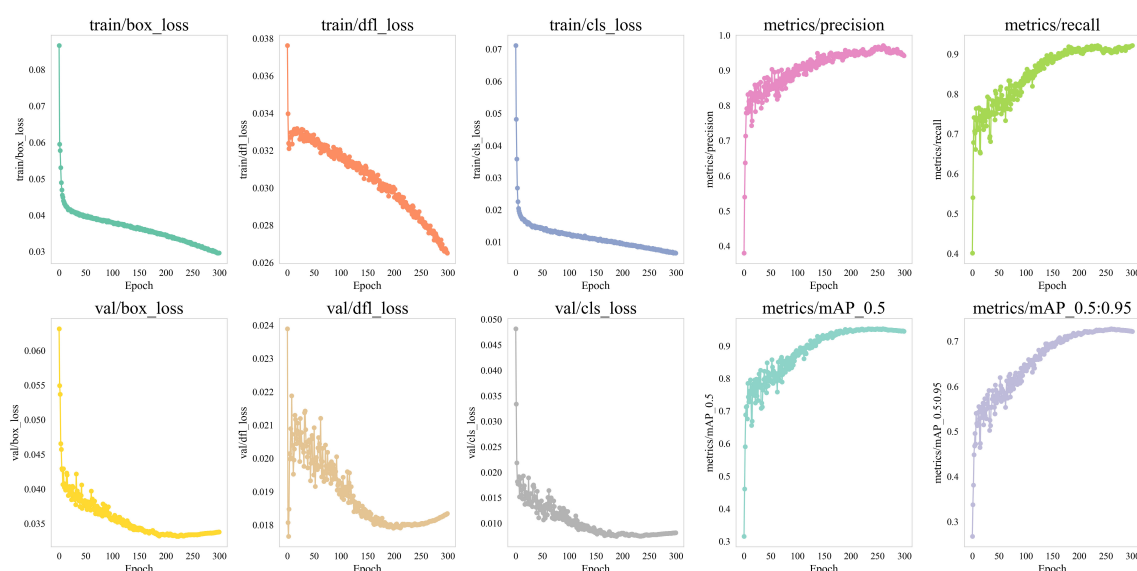 train/box_loss
train/box_loss
0.08
0.07
0.06
0.05
0.04
0.03
0 50 100 150 200 250 300
Epoch
train/dfl_loss
train/dfl_loss
0.038
0.036
0.034
0.032
0.030
0.028
0.026
0 50 100 150 200 250 300
Epoch
train/cls_loss
train/cls_loss
0.07
0.06
0.05
0.04
0.03
0.02
0.01
0 50 100 150 200 250 300
Epoch
metrics/precision
metrics/precision
1.0
0.9
0.8
0.7
0.6
0.5
0.4
0 50 100 150 200 250 300
Epoch
metrics/recall
metrics/recall
0.9
0.8
0.7
0.6
0.5
0.4
0 50 100 150 200 250 300
Epoch
val/box_loss
val/box_loss
0.060
0.055
0.050
0.045
0.040
0.035
0 50 100 150 200 250 300
Epoch
val/dfl_loss
val/dfl_loss
0.024
0.023
0.022
0.021
0.020
0.019
0.018
0 50 100 150 200 250 300
Epoch
val/cls_loss
val/cls_loss
0.050
0.045
0.040
0.035
0.030
0.025
0.020
0.015
0.010
0 50 100 150 200 250 300
Epoch
metrics/mAP_0.5
metrics/mAP_0.5
0.9
0.8
0.7
0.6
0.5
0.4
0.3
0 50 100 150 200 250 300
Epoch
metrics/mAP_0.5:0.95
metrics/mAP_0.5:0.95
0.7
0.6
0.5
0.4
0.3
0 50 100 150 200 250 300
Epoch